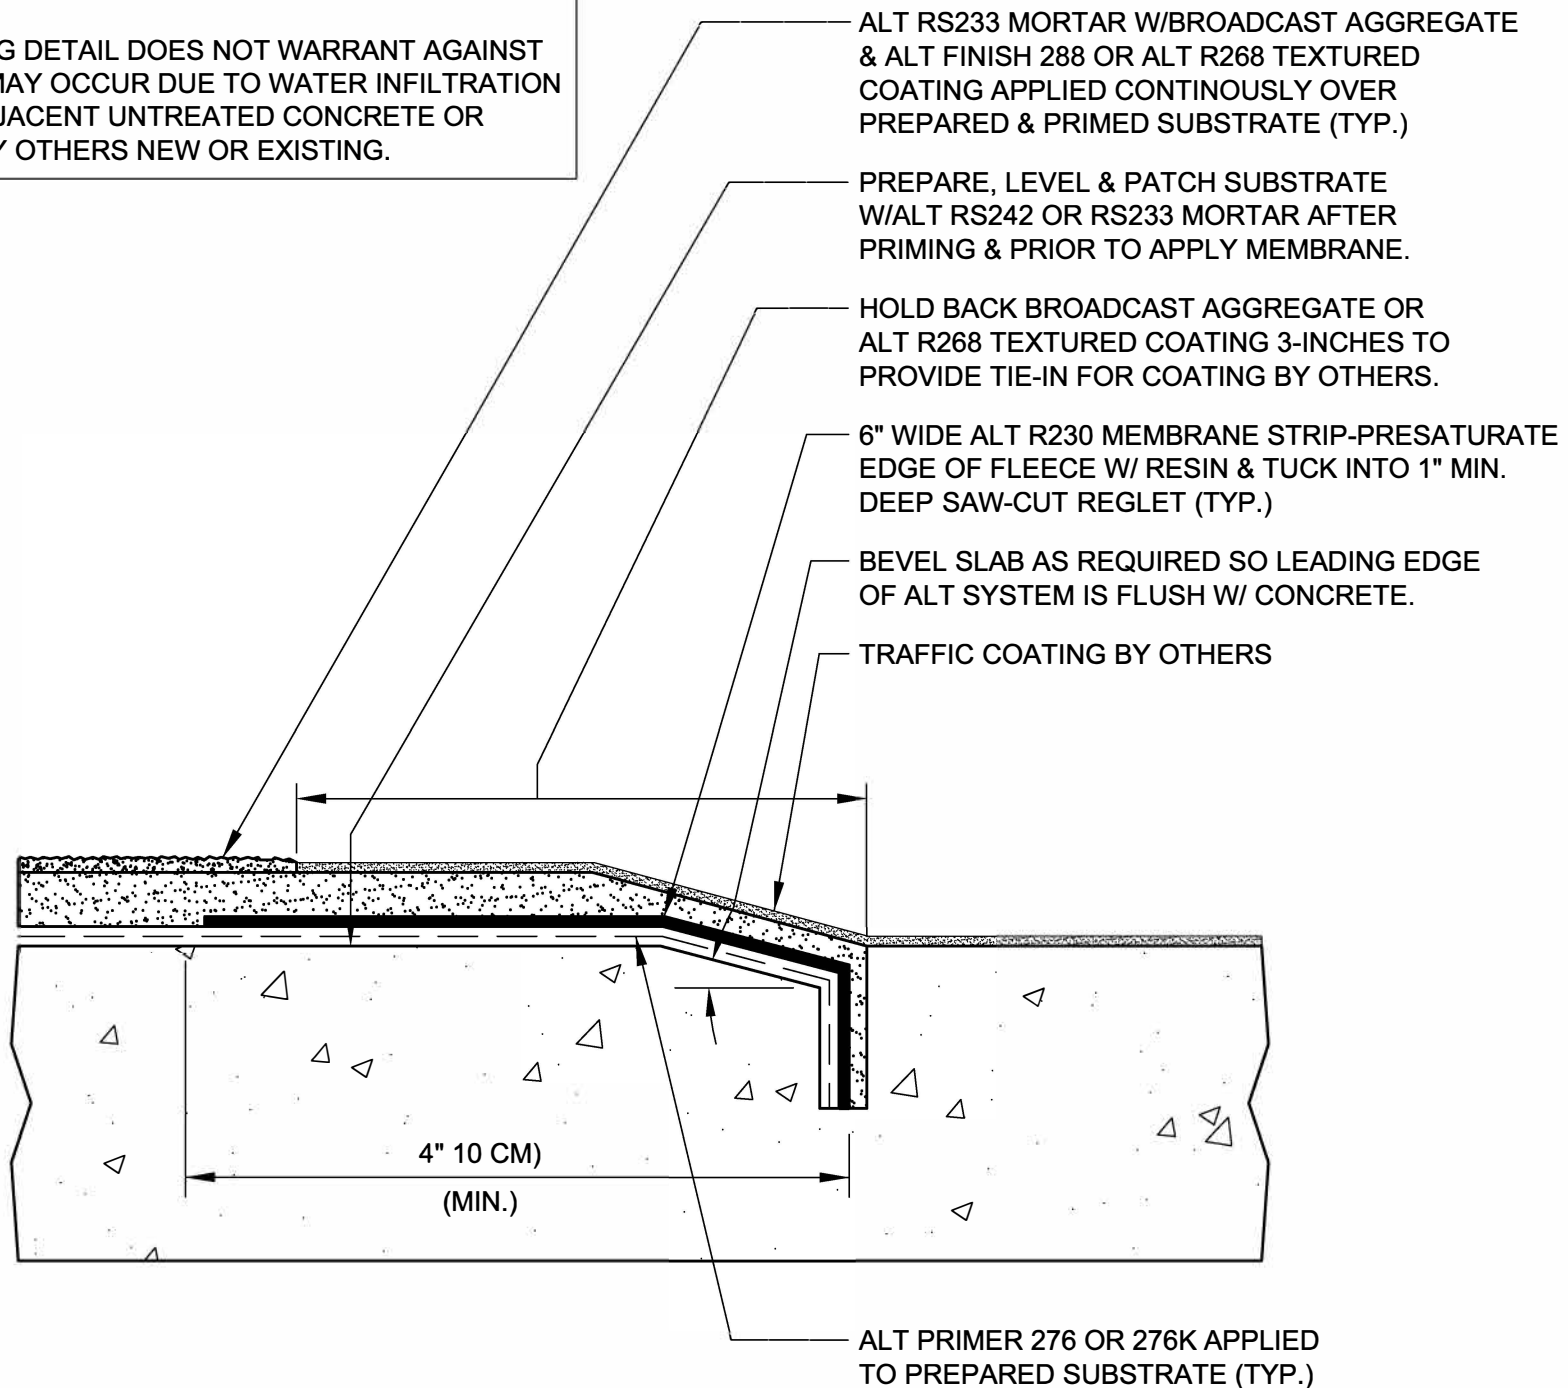 G DETAIL DOES NOT WARRANT AGAINST
MAY OCCUR DUE TO WATER INFILTRATION
JACENT UNTREATED CONCRETE OR
Y OTHERS NEW OR EXISTING.
ALT RS233 MORTAR W/BROADCAST AGGREGATE
& ALT FINISH 288 OR ALT R268 TEXTURED
COATING APPLIED CONTINOUSLY OVER
PREPARED & PRIMED SUBSTRATE (TYP.)
PREPARE, LEVEL & PATCH SUBSTRATE
W/ALT RS242 OR RS233 MORTAR AFTER
PRIMING & PRIOR TO APPLY MEMBRANE.
HOLD BACK BROADCAST AGGREGATE OR
ALT R268 TEXTURED COATING 3-INCHES TO
PROVIDE TIE-IN FOR COATING BY OTHERS.
6" WIDE ALT R230 MEMBRANE STRIP-PRESATURATE
EDGE OF FLEECE W/ RESIN & TUCK INTO 1" MIN.
DEEP SAW-CUT REGLET (TYP.)
BEVEL SLAB AS REQUIRED SO LEADING EDGE
OF ALT SYSTEM IS FLUSH W/ CONCRETE.
TRAFFIC COATING BY OTHERS
4" 10 CM)
(MIN.)
ALT PRIMER 276 OR 276K APPLIED
TO PREPARED SUBSTRATE (TYP.)